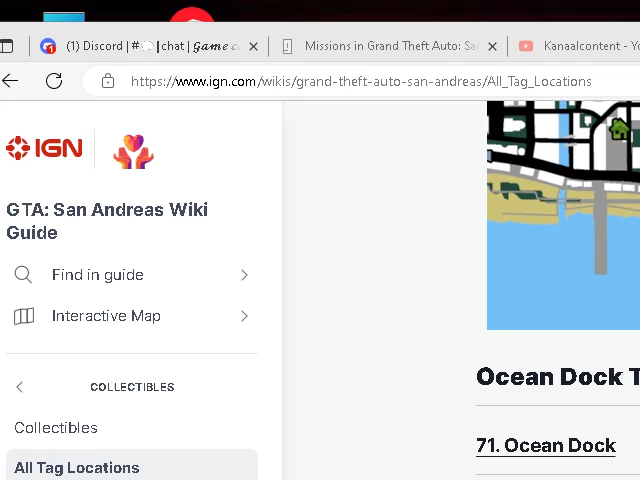 (1) Discord | #💭|chat | 𝓖𝓪𝓶𝓮 𝓬
Missions in Grand Theft Auto: Sa
Kanaalcontent - Yo
https://www.ign.com/wikis/grand-theft-auto-san-andreas/All_Tag_Locations
IGN
GTA: San Andreas Wiki
Guide
Find in guide
Interactive Map
COLLECTIBLES
Collectibles
All Tag Locations
Ocean Dock T
71. Ocean Dock